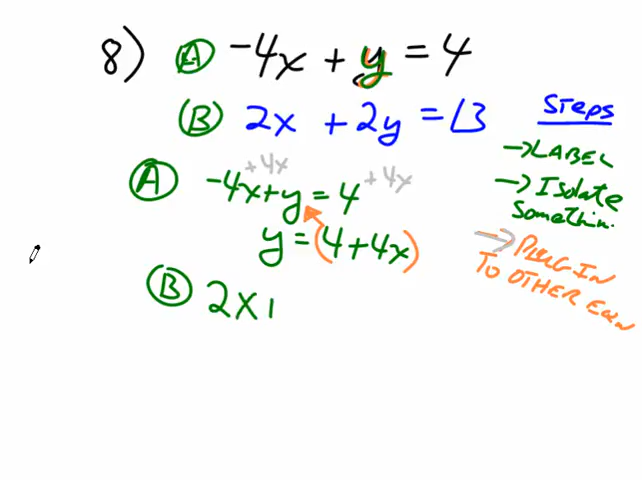 8) A -4x + y = 4
B 2x + 2y = 13
Steps
→ LABEL
→ Isolate
Somethin.
→ PLUG IN
TO OTHER EQN
+4x +4x
A -4x+y = 4
y = (4 + 4x)
B 2x